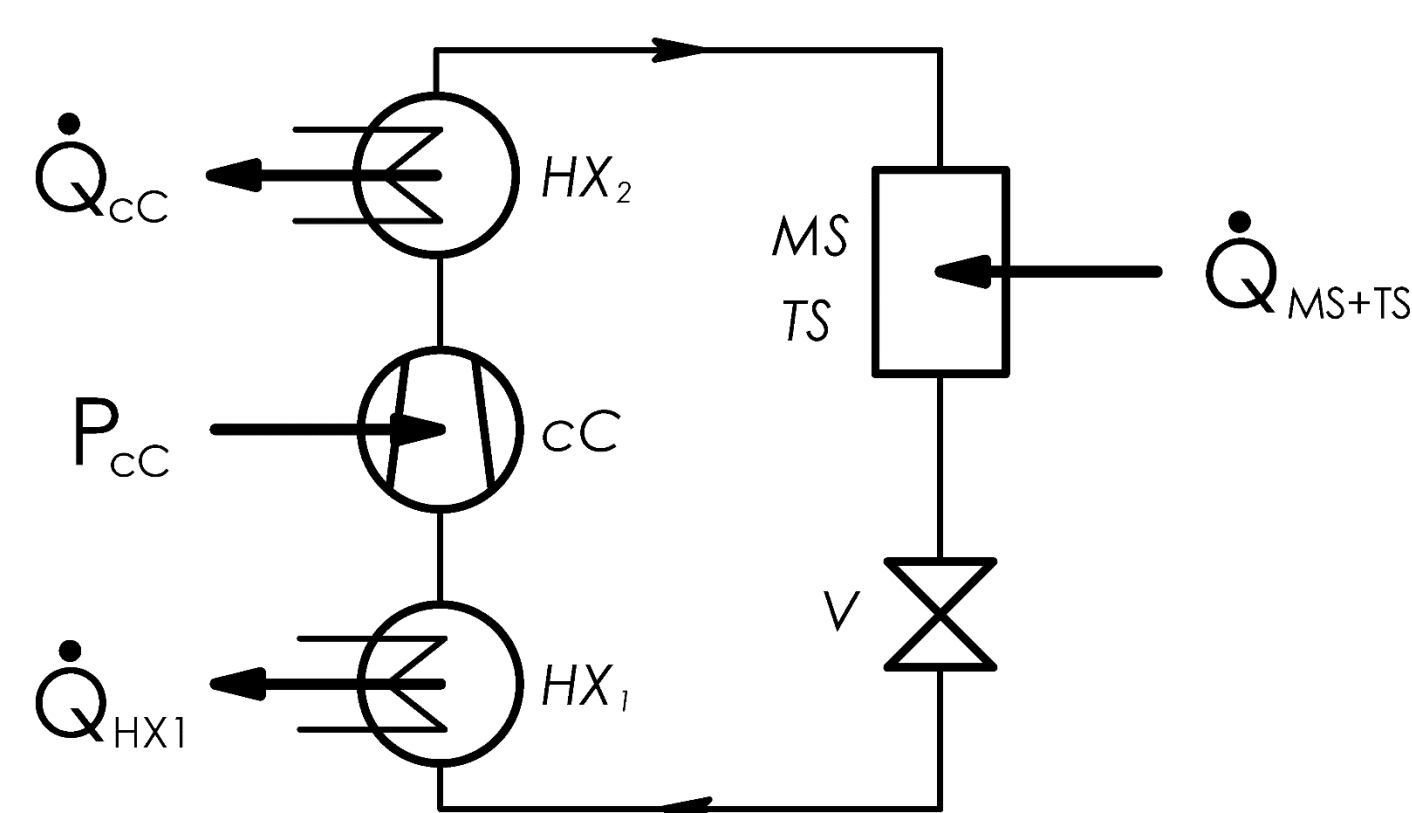 Q̇cC
HX₂
MS
TS
Q̇MS+TS
PcC
cC
V
Q̇HX1
HX₁